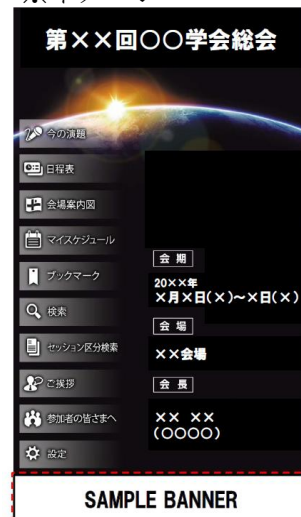 第××回○○学会総会
今の演題
日程表
会場案内図
マイスケジュール
ブックマーク
検索
セッション区分検索
ご挨拶
参加者の皆さまへ
設定
会 期
20××年
×月×日(×)～×日(×)
会 場
××会場
会 長
×× ××
(○○○○)
SAMPLE BANNER